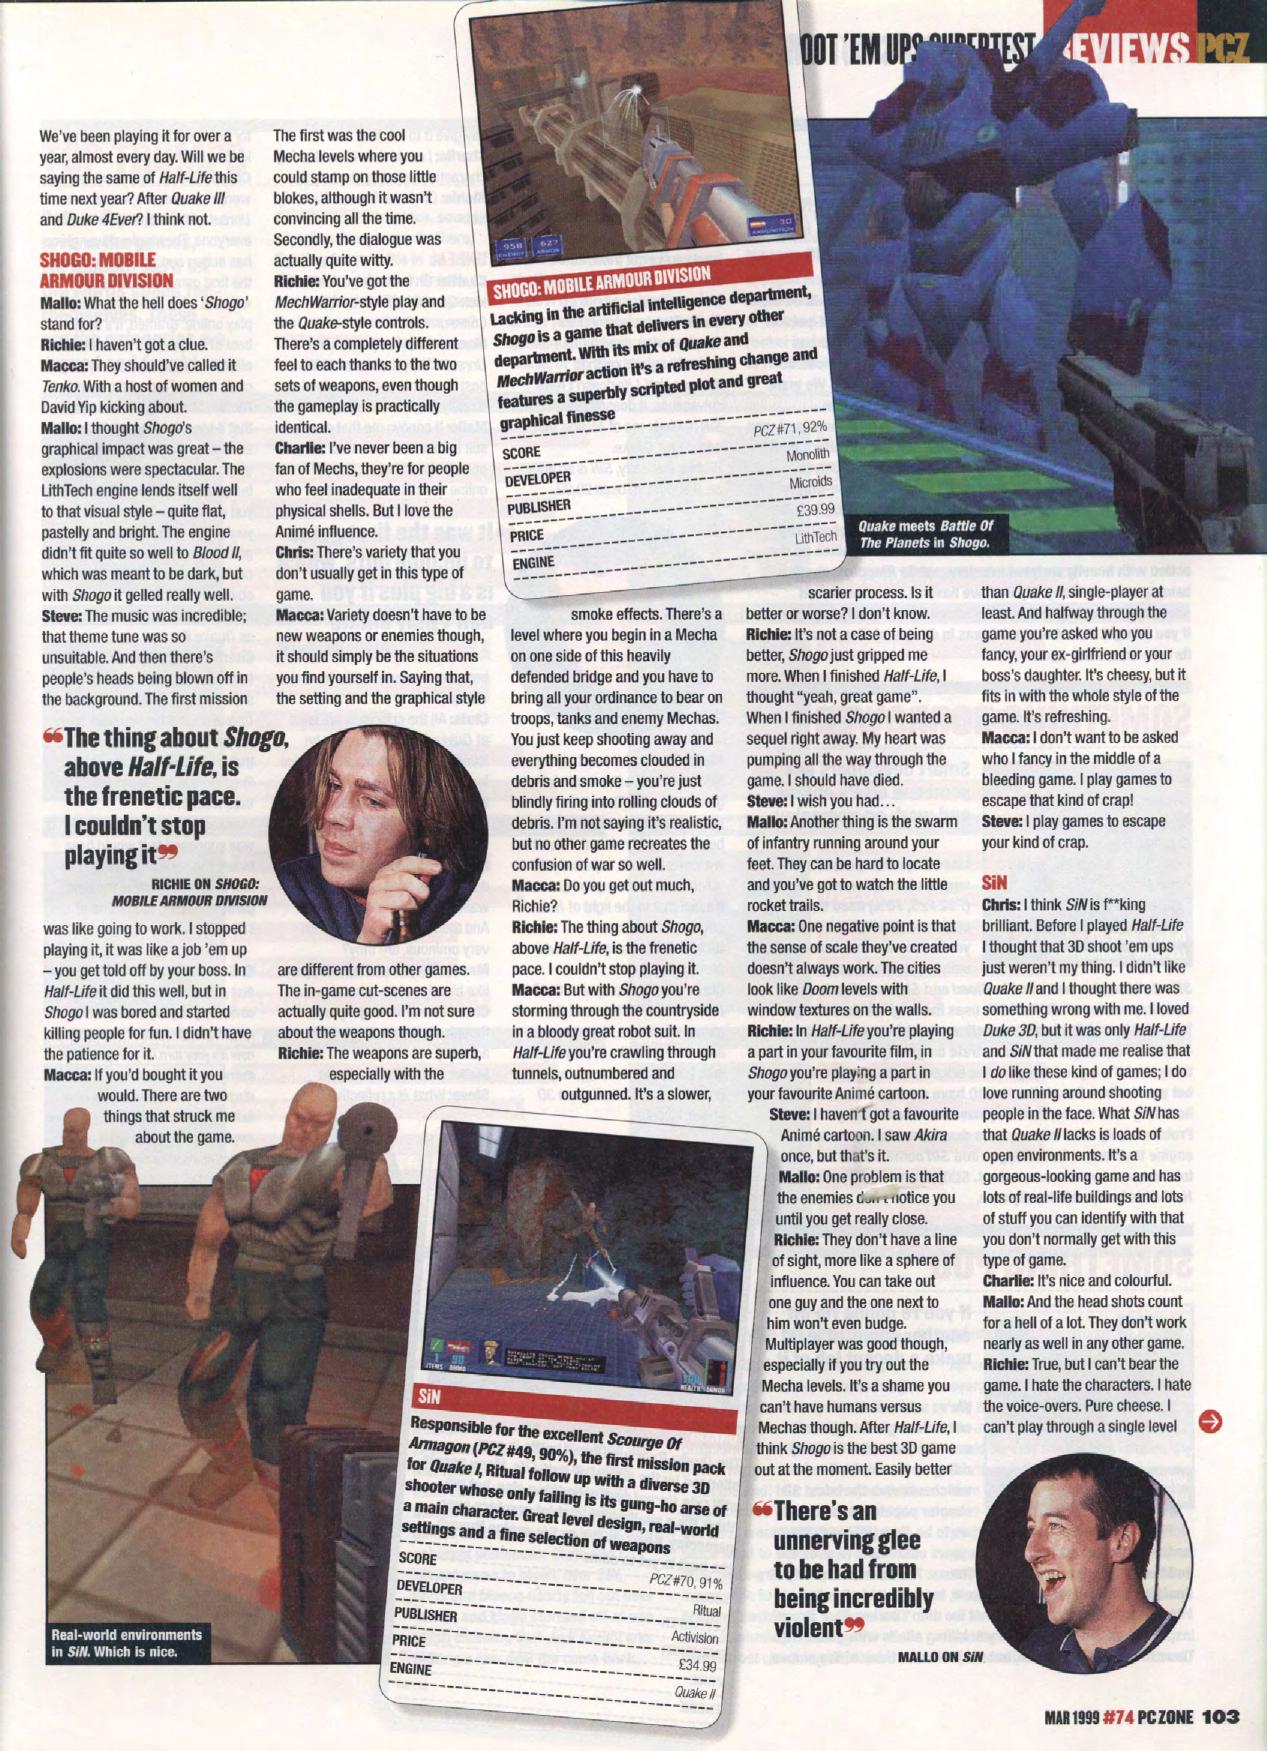 OOT 'EM UPS SUPERTEST
REVIEWS PCZ
We've been playing it for over a
year, almost every day. Will we be
saying the same of Half-Life this
time next year? After Quake III
and Duke 4Ever? I think not.
SHOGO: MOBILE
ARMOUR DIVISION
Mallo: What the hell does 'Shogo'
stand for?
Richie: I haven't got a clue.
Macca: They should've called it
Tenko. With a host of women and
David Yip kicking about.
Mallo: I thought Shogo's
graphical impact was great – the
explosions were spectacular. The
LithTech engine lends itself well
to that visual style – quite flat,
pastelly and bright. The engine
didn't fit quite so well to Blood II,
which was meant to be dark, but
with Shogo it gelled really well.
Steve: The music was incredible;
that theme tune was so
unsuitable. And then there's
people's heads being blown off in
the background. The first mission
“The thing about Shogo,
above Half-Life, is
the frenetic pace.
I couldn't stop
playing it”
RICHIE ON SHOGO:
MOBILE ARMOUR DIVISION
was like going to work. I stopped
playing it, it was like a job 'em up
– you get told off by your boss. In
Half-Life it did this well, but in
Shogo I was bored and started
killing people for fun. I didn't have
the patience for it.
Macca: If you'd bought it you
would. There are two
things that struck me
about the game.
The first was the cool
Mecha levels where you
could stamp on those little
blokes, although it wasn't
convincing all the time.
Secondly, the dialogue was
actually quite witty.
Richie: You've got the
MechWarrior-style play and
the Quake-style controls.
There's a completely different
feel to each thanks to the two
sets of weapons, even though
the gameplay is practically
identical.
Charlie: I've never been a big
fan of Mechs, they're for people
who feel inadequate in their
physical shells. But I love the
Animé influence.
Chris: There's variety that you
don't usually get in this type of
game.
Macca: Variety doesn't have to be
new weapons or enemies though,
it should simply be the situations
you find yourself in. Saying that,
the setting and the graphical style
are different from other games.
The in-game cut-scenes are
actually quite good. I'm not sure
about the weapons though.
Richie: The weapons are superb,
especially with the
958
ENERGY
627
ARMOR
30
AMMUNITION
SHOGO: MOBILE ARMOUR DIVISION
Lacking in the artificial intelligence department,
Shogo is a game that delivers in every other
department. With its mix of Quake and
MechWarrior action it's a refreshing change and
features a superbly scripted plot and great
graphical finesse
SCORE PCZ #71, 92%
DEVELOPER Monolith
PUBLISHER Microids
PRICE £39.99
ENGINE LithTech
Quake meets Battle Of
The Planets in Shogo.
smoke effects. There's a
level where you begin in a Mecha
on one side of this heavily
defended bridge and you have to
bring all your ordinance to bear on
troops, tanks and enemy Mechas.
You just keep shooting away and
everything becomes clouded in
debris and smoke – you're just
blindly firing into rolling clouds of
debris. I'm not saying it's realistic,
but no other game recreates the
confusion of war so well.
Macca: Do you get out much,
Richie?
Richie: The thing about Shogo,
above Half-Life, is the frenetic
pace. I couldn't stop playing it.
Macca: But with Shogo you're
storming through the countryside
in a bloody great robot suit. In
Half-Life you're crawling through
tunnels, outnumbered and
outgunned. It's a slower,
scarier process. Is it
better or worse? I don't know.
Richie: It's not a case of being
better, Shogo just gripped me
more. When I finished Half-Life, I
thought “yeah, great game”.
When I finished Shogo I wanted a
sequel right away. My heart was
pumping all the way through the
game. I should have died.
Steve: I wish you had…
Mallo: Another thing is the swarm
of infantry running around your
feet. They can be hard to locate
and you've got to watch the little
rocket trails.
Macca: One negative point is that
the sense of scale they've created
doesn't always work. The cities
look like Doom levels with
window textures on the walls.
Richie: In Half-Life you're playing
a part in your favourite film, in
Shogo you're playing a part in
your favourite Animé cartoon.
Steve: I haven't got a favourite
Animé cartoon. I saw Akira
once, but that's it.
Mallo: One problem is that
the enemies don't notice you
until you get really close.
Richie: They don't have a line
of sight, more like a sphere of
influence. You can take out
one guy and the one next to
him won't even budge.
Multiplayer was good though,
especially if you try out the
Mecha levels. It's a shame you
can't have humans versus
Mechas though. After Half-Life, I
think Shogo is the best 3D game
out at the moment. Easily better
than Quake II, single-player at
least. And halfway through the
game you're asked who you
fancy, your ex-girlfriend or your
boss's daughter. It's cheesy, but it
fits in with the whole style of the
game. It's refreshing.
Macca: I don't want to be asked
who I fancy in the middle of a
bleeding game. I play games to
escape that kind of crap!
Steve: I play games to escape
your kind of crap.
SiN
Chris: I think SiN is f**king
brilliant. Before I played Half-Life
I thought that 3D shoot 'em ups
just weren't my thing. I didn't like
Quake II and I thought there was
something wrong with me. I loved
Duke 3D, but it was only Half-Life
and SiN that made me realise that
I do like these kind of games; I do
love running around shooting
people in the face. What SiN has
that Quake II lacks is loads of
open environments. It's a
gorgeous-looking game and has
lots of real-life buildings and lots
of stuff you can identify with that
you don't normally get with this
type of game.
Charlie: It's nice and colourful.
Mallo: And the head shots count
for a hell of a lot. They don't work
nearly as well in any other game.
Richie: True, but I can't bear the
game. I hate the characters. I hate
the voice-overs. Pure cheese. I
can't play through a single level
SiN
Responsible for the excellent Scourge Of
Armagon (PCZ #49, 90%), the first mission pack
for Quake I, Ritual follow up with a diverse 3D
shooter whose only failing is its gung-ho arse of
a main character. Great level design, real-world
settings and a fine selection of weapons
SCORE PCZ #70, 91%
DEVELOPER Ritual
PUBLISHER Activision
PRICE £34.99
ENGINE Quake II
Real-world environments
in SiN. Which is nice.
“There's an
unnerving glee
to be had from
being incredibly
violent”
MALLO ON SiN
MAR 1999 #74 PC ZONE 103